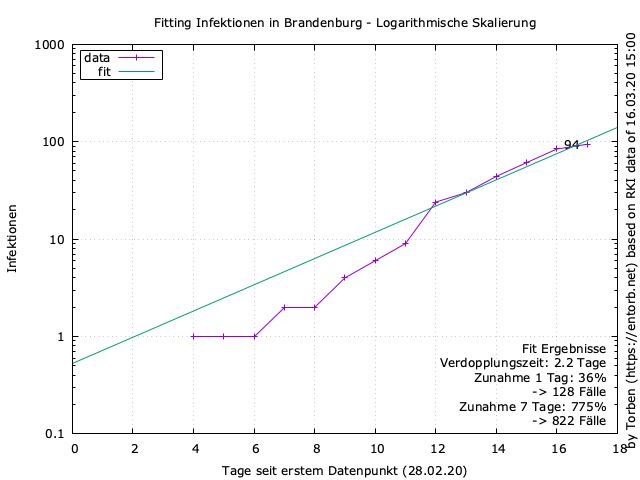 Fitting Infektionen in Brandenburg - Logarithmische Skalierung
1000
100
10
1
0.1
Infektionen
data
fit
94
Fit Ergebnisse
Verdopplungszeit: 2.2 Tage
Zunahme 1 Tag: 36%
-> 128 Fälle
Zunahme 7 Tage: 775%
-> 822 Fälle
0 2 4 6 8 10 12 14 16 18
Tage seit erstem Datenpunkt (28.02.20)
by Torben (https://entorb.net) based on RKI data of 16.03.20 15:00